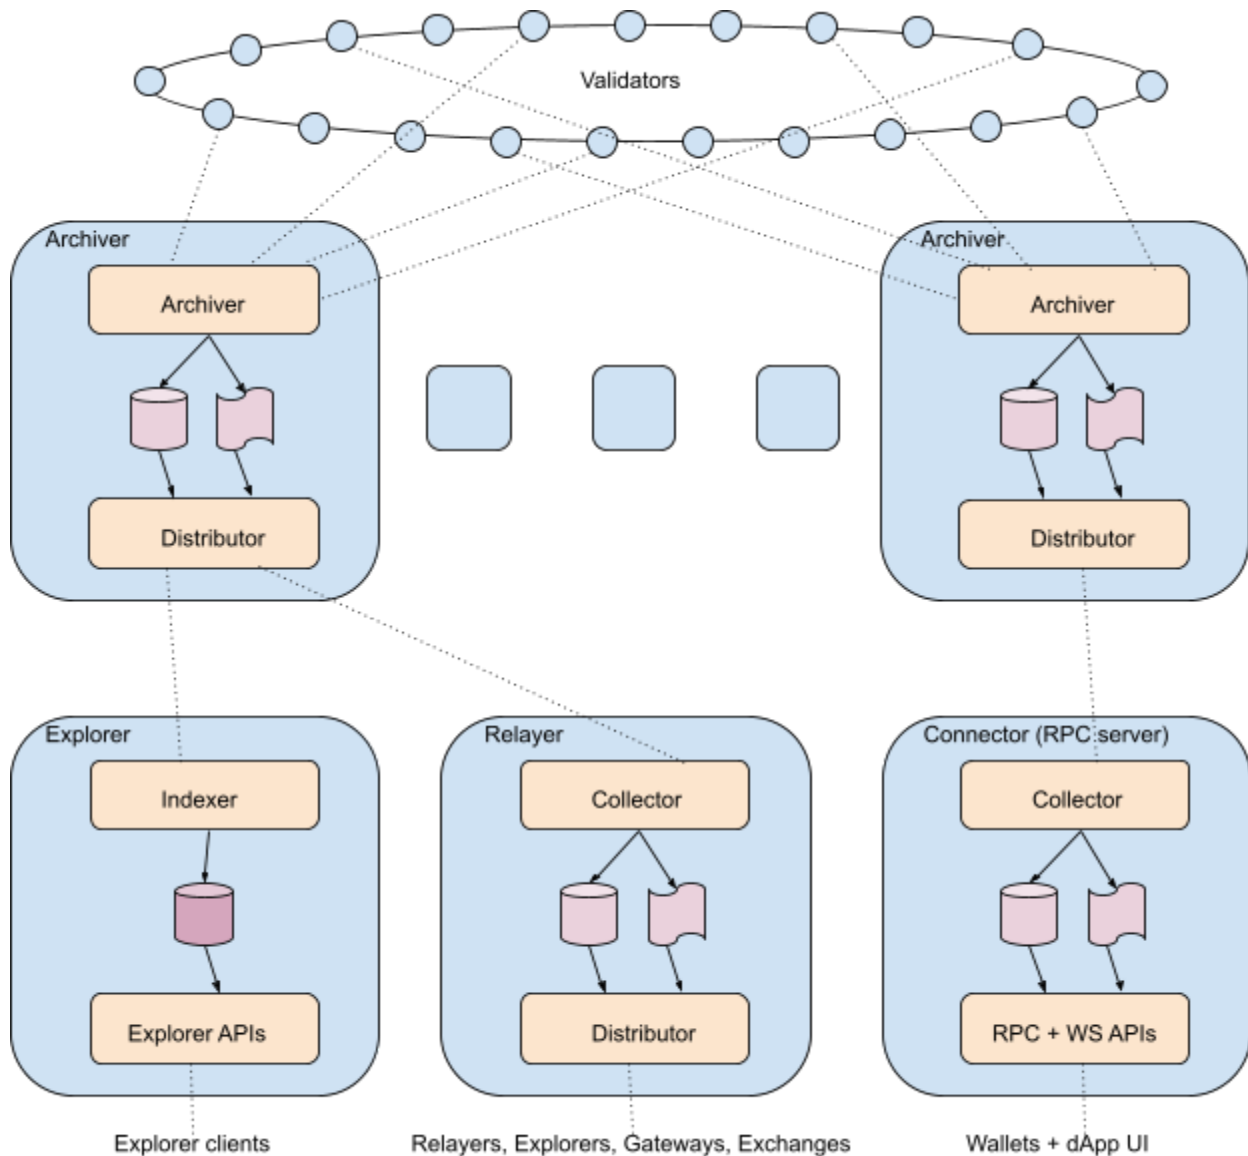 Validators
Archiver
Archiver
Archiver
Archiver
Distributor
Distributor
Explorer
Relayer
Connector (RPC server)
Indexer
Collector
Collector
Explorer APIs
Distributor
RPC + WS APIs
Explorer clients
Relayers, Explorers, Gateways, Exchanges
Wallets + dApp UI